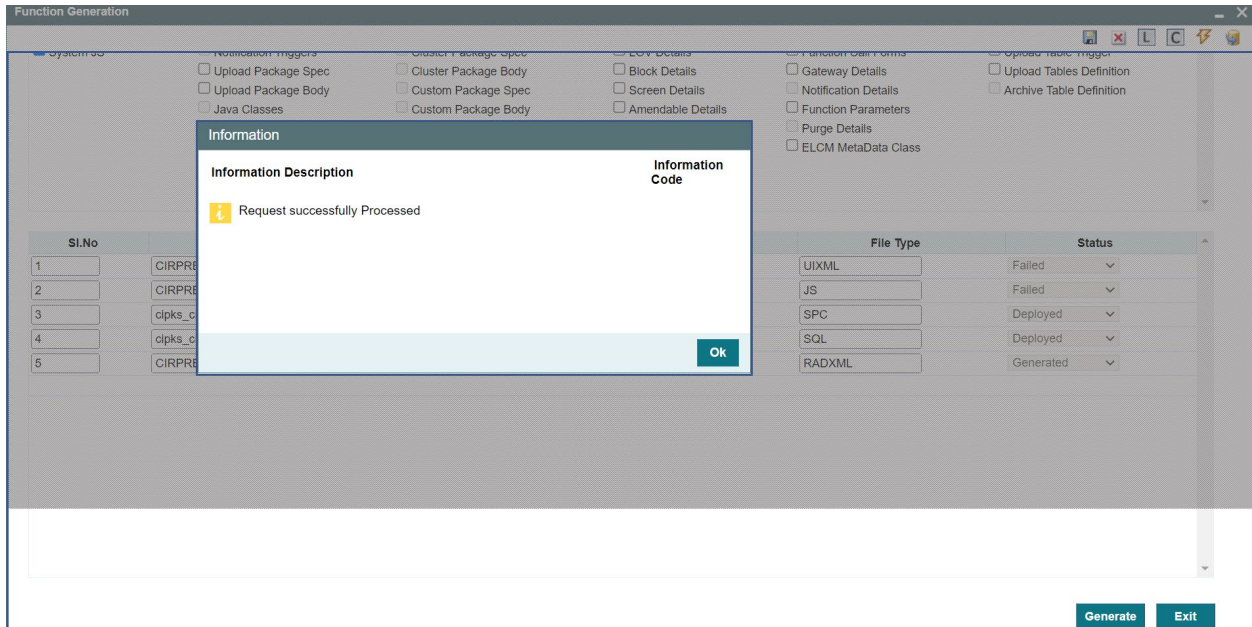 Function Generation
L C
System JS Notification Triggers Cluster Package Spec LOV Details Function Call Forms Upload Table Trigger
Upload Package Spec Cluster Package Body Block Details Gateway Details Upload Tables Definition
Upload Package Body Custom Package Spec Screen Details Notification Details Archive Table Definition
Java Classes Custom Package Body Amendable Details Function Parameters
Purge Details
ELCM MetaData Class
Information
Information Description Information
Code
Request successfully Processed
Ok
Sl.No File Type Status
1 CIRPRE UIXML Failed
2 CIRPRE JS Failed
3 cipks_c SPC Deployed
4 cipks_c SQL Deployed
5 CIRPRE RADXML Generated
Generate Exit